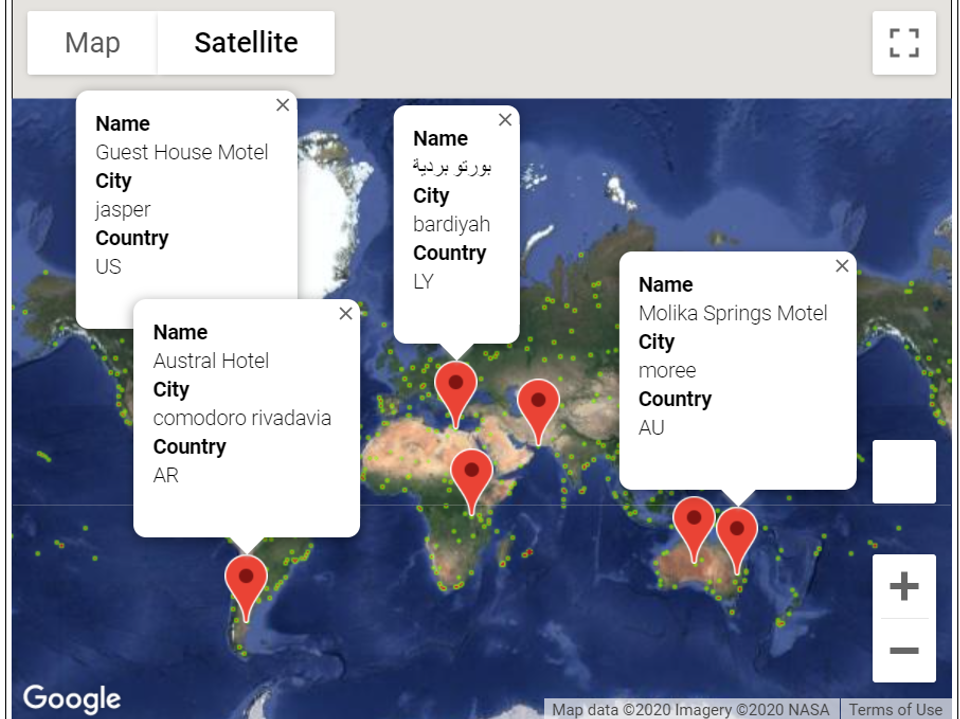 Map
Satellite
Name
Guest House Motel
City
jasper
Country
US
Name
بورتو بردية
City
bardiyah
Country
LY
Name
Molika Springs Motel
City
moree
Country
AU
Name
Austral Hotel
City
comodoro rivadavia
Country
AR
Google
Map data ©2020 Imagery ©2020 NASA
Terms of Use